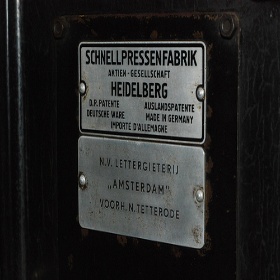 SCHNELLPRESSENFABRIK
AKTIEN-GESELLSCHAFT
HEIDELBERG
D.R. PATENTE AUSLANDSPATENTE
DEUTSCHE WARE MADE IN GERMANY
IMPORTE D'ALLEMAGNE
N.V. LETTERGIETERIJ
„AMSTERDAM"
VOORH. N. TETTERODE